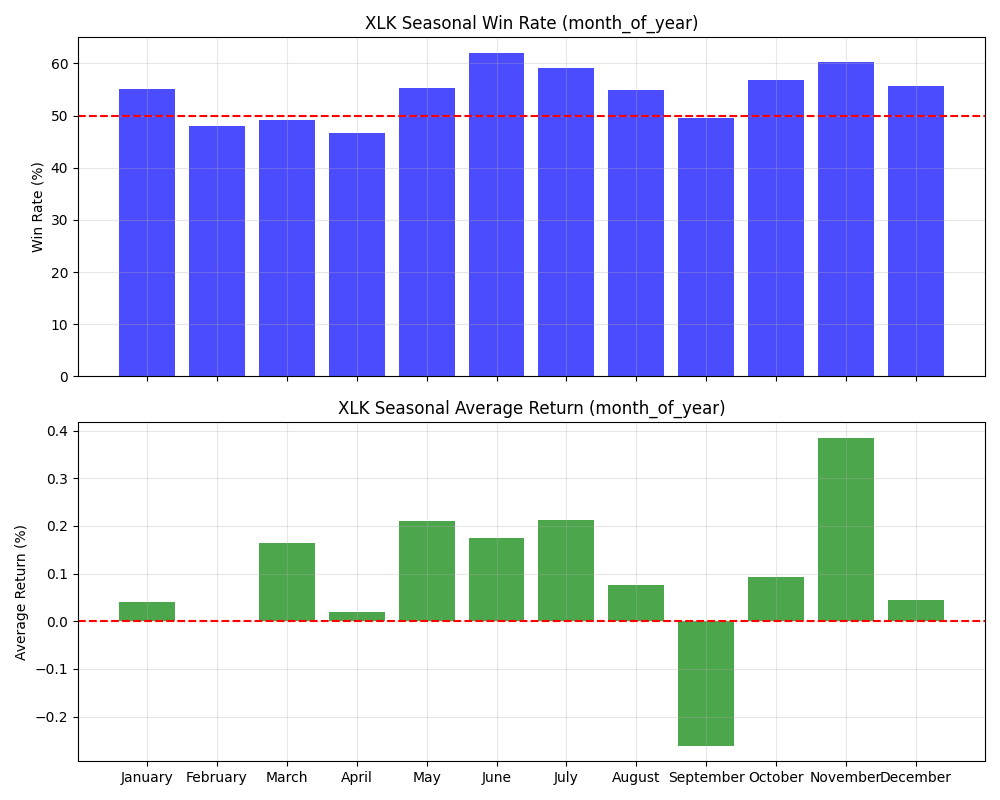 XLK Seasonal Win Rate (month_of_year)
Win Rate (%)
60
50
40
30
20
10
0
XLK Seasonal Average Return (month_of_year)
Average Return (%)
0.4
0.3
0.2
0.1
0.0
−0.1
−0.2
January February March April May June July August September October November December